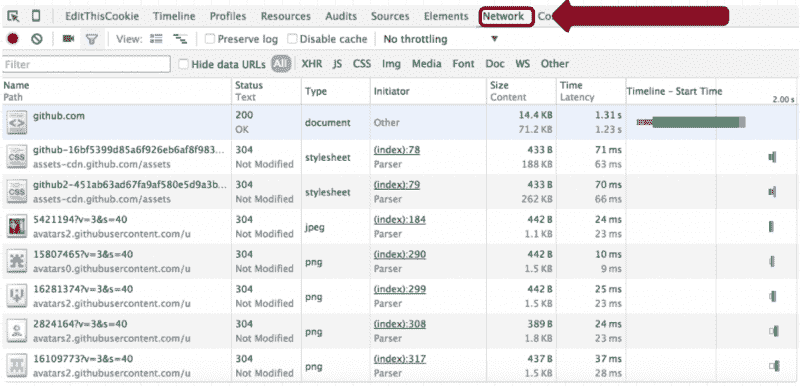 EditThisCookie Timeline Profiles Resources Audits Sources Elements Network Co
View: Preserve log Disable cache No throttling
Filter Hide data URLs All XHR JS CSS Img Media Font Doc WS Other
Name Status Type Initiator Size Time Timeline – Start Time
Path Text Content Latency 2.00 s
github.com 200 document Other 14.4 KB 1.31 s
OK 71.2 KB 1.23 s
github-16bf5399d85a6f926eb6af8f983... 304 stylesheet (index):78 433 B 71 ms
CSS assets-cdn.github.com/assets Not Modified Parser 188 KB 63 ms
github2-451ab63ad67fa9af580e5d9a3b... 304 stylesheet (index):79 433 B 70 ms
CSS assets-cdn.github.com/assets Not Modified Parser 262 KB 66 ms
5421194?v=3&s=40 304 jpeg (index):184 442 B 24 ms
avatars2.githubusercontent.com/u Not Modified Parser 1.1 KB 23 ms
15807465?v=3&s=40 304 png (index):290 442 B 10 ms
avatars0.githubusercontent.com/u Not Modified Parser 1.5 KB 9 ms
16281374?v=3&s=40 304 png (index):299 442 B 25 ms
avatars2.githubusercontent.com/u Not Modified Parser 1.5 KB 23 ms
2824164?v=3&s=40 304 png (index):308 389 B 24 ms
avatars2.githubusercontent.com/u Not Modified Parser 1.8 KB 23 ms
16109773?v=3&s=40 304 png (index):317 437 B 37 ms
avatars2.githubusercontent.com/u Not Modified Parser 1.5 KB 28 ms